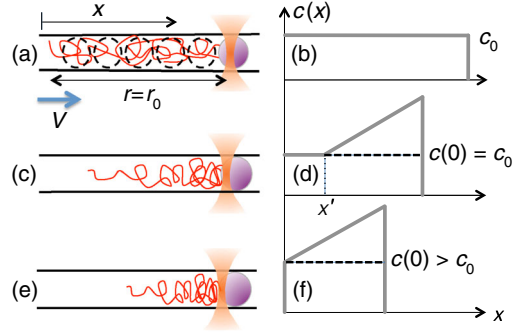 x
c(x)
(a)
(b)
c₀
r=r₀
V
(c)
(d)
c(0) = c₀
x′
(e)
(f)
c(0) > c₀
x